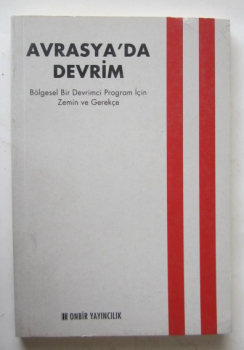 AVRASYA'DA
DEVRİM
Bölgesel Bir Devrimci Program İçin
Zemin ve Gerekçe
ONBİR YAYINCILIK